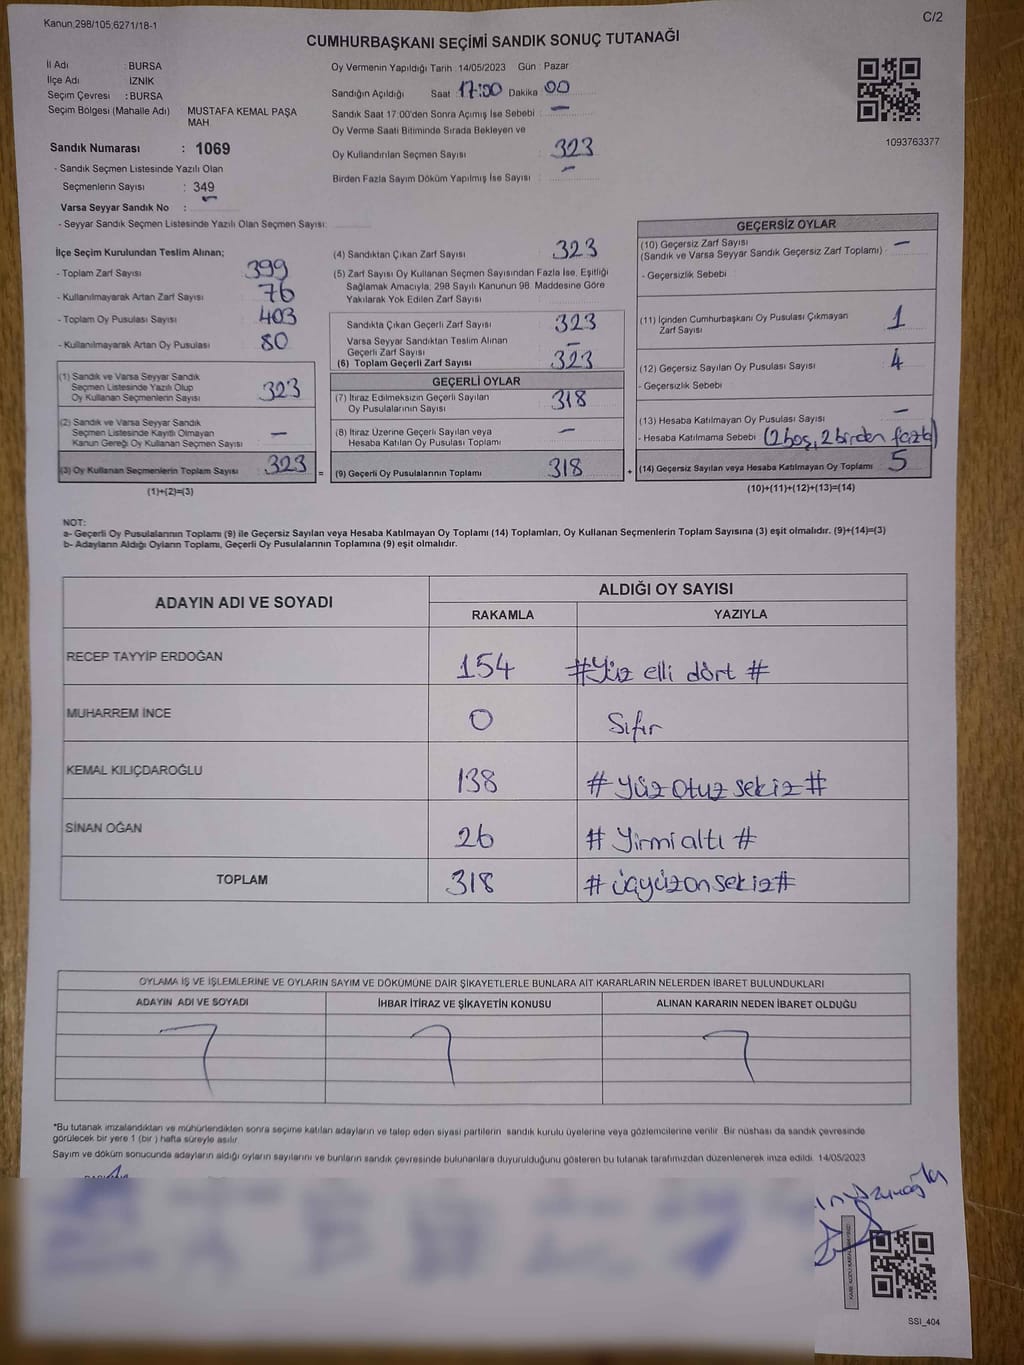 Kanun 298/105,6271/18-1
C/2
CUMHURBAŞKANI SEÇİMİ SANDIK SONUÇ TUTANAĞI
İl Adı : BURSA
İlçe Adı : İZNİK
Seçim Çevresi : BURSA
Seçim Bölgesi (Mahalle Adı) MUSTAFA KEMAL PAŞA
MAH
Sandık Numarası : 1069
- Sandık Seçmen Listesinde Yazılı Olan
Seçmenlerin Sayısı : 349
Varsa Seyyar Sandık No : -
- Seyyar Sandık Seçmen Listesinde Yazılı Olan Seçmen Sayısı:
Oy Vermenin Yapıldığı Tarih : 14/05/2023 Gün : Pazar
Sandığın Açıldığı Saat : 17:00 Dakika 00
Sandık Saat 17:00'den Sonra Açımış İse Sebebi : -
Oy Verme Saati Bitiminde Sırada Bekleyen ve
Oy Kullandırılan Seçmen Sayısı : 323
Birden Fazla Sayım Döküm Yapılmış İse Sayısı : -
1093763377
İlçe Seçim Kurulundan Teslim Alınan;
- Toplam Zarf Sayısı 399
- Kullanılmayarak Artan Zarf Sayısı 76
- Toplam Oy Pusulası Sayısı 403
- Kullanılmayarak Artan Oy Pusulası 80
(1) Sandık ve Varsa Seyyar Sandık
Seçmen Listesinde Yazılı Olup
Oy Kullanan Seçmenlerin Sayısı 323
(2) Sandık ve Varsa Seyyar Sandık
Seçmen Listesinde Kayıtlı Olmayan
Kanun Gereği Oy Kullanan Seçmen Sayısı -
(3) Oy Kullanan Seçmenlerin Toplam Sayısı 323 =
(1)+(2)=(3)
(4) Sandıktan Çıkan Zarf Sayısı : 323
(5) Zarf Sayısı Oy Kullanan Seçmen Sayısından Fazla İse, Eşitliği
Sağlamak Amacıyla; 298 Sayılı Kanunun 98. Maddesine Göre
Yakılarak Yok Edilen Zarf Sayısı :
Sandıkta Çıkan Geçerli Zarf Sayısı : 323
Varsa Seyyar Sandıktan Teslim Alınan
Geçerli Zarf Sayısı : -
(6) Toplam Geçerli Zarf Sayısı : 323
GEÇERLİ OYLAR
(7) İtiraz Edilmeksizin Geçerli Sayılan
Oy Pusulalarının Sayısı : 318
(8) İtiraz Üzerine Geçerli Sayılan veya
Hesaba Katılan Oy Pusulaları Toplamı : -
(9) Geçerli Oy Pusulalarının Toplamı : 318 +
GEÇERSİZ OYLAR
(10) Geçersiz Zarf Sayısı
(Sandık ve Varsa Seyyar Sandık Geçersiz Zarf Toplamı) : -
- Geçersizlik Sebebi :
(11) İçinden Cumhurbaşkanı Oy Pusulası Çıkmayan
Zarf Sayısı : 1
(12) Geçersiz Sayılan Oy Pusulası Sayısı : 4
- Geçersizlik Sebebi :
(13) Hesaba Katılmayan Oy Pusulası Sayısı : -
- Hesaba Katılmama Sebebi : (2 boş, 2 birden fazla)
(14) Geçersiz Sayılan veya Hesaba Katılmayan Oy Toplamı : 5
(10)+(11)+(12)+(13)=(14)
NOT:
a- Geçerli Oy Pusulalarının Toplamı (9) ile Geçersiz Sayılan veya Hesaba Katılmayan Oy Toplamı (14) Toplamları, Oy Kullanan Seçmenlerin Toplam Sayısına (3) eşit olmalıdır. (9)+(14)=(3)
b- Adayların Aldığı Oyların Toplamı, Geçerli Oy Pusulalarının Toplamına (9) eşit olmalıdır.
ADAYIN ADI VE SOYADI ALDIĞI OY SAYISI
RAKAMLA YAZIYLA
RECEP TAYYİP ERDOĞAN 154 #Yüz elli dört #
MUHARREM İNCE 0 Sıfır
KEMAL KILIÇDAROĞLU 138 # Yüz otuz sekiz #
SİNAN OĞAN 26 # Yirmi altı #
TOPLAM 318 # Üçyüzonsekiz #
OYLAMA İŞ VE İŞLEMLERİNE VE OYLARIN SAYIM VE DÖKÜMÜNE DAİR ŞİKAYETLERLE BUNLARA AİT KARARLARIN NELERDEN İBARET BULUNDUKLARI
ADAYIN ADI VE SOYADI İHBAR İTİRAZ VE ŞİKAYETİN KONUSU ALINAN KARARIN NEDEN İBARET OLDUĞU
*Bu tutanak imzalandıktan ve mühürlendikten sonra seçime katılan adayların ve talep eden siyasi partilerin sandık kurulu üyelerine veya gözlemcilerine verilir. Bir nüshası da sandık çevresinde
görülecek bir yere 1 (bir ) hafta süreyle asılır.
Sayım ve döküm sonucunda adayların aldığı oyların sayılarını ve bunların sandık çevresinde bulunanlara duyurulduğunu gösteren bu tutanak tarafımızdan düzenlenerek imza edildi. 14/05/2023
SSİ_404